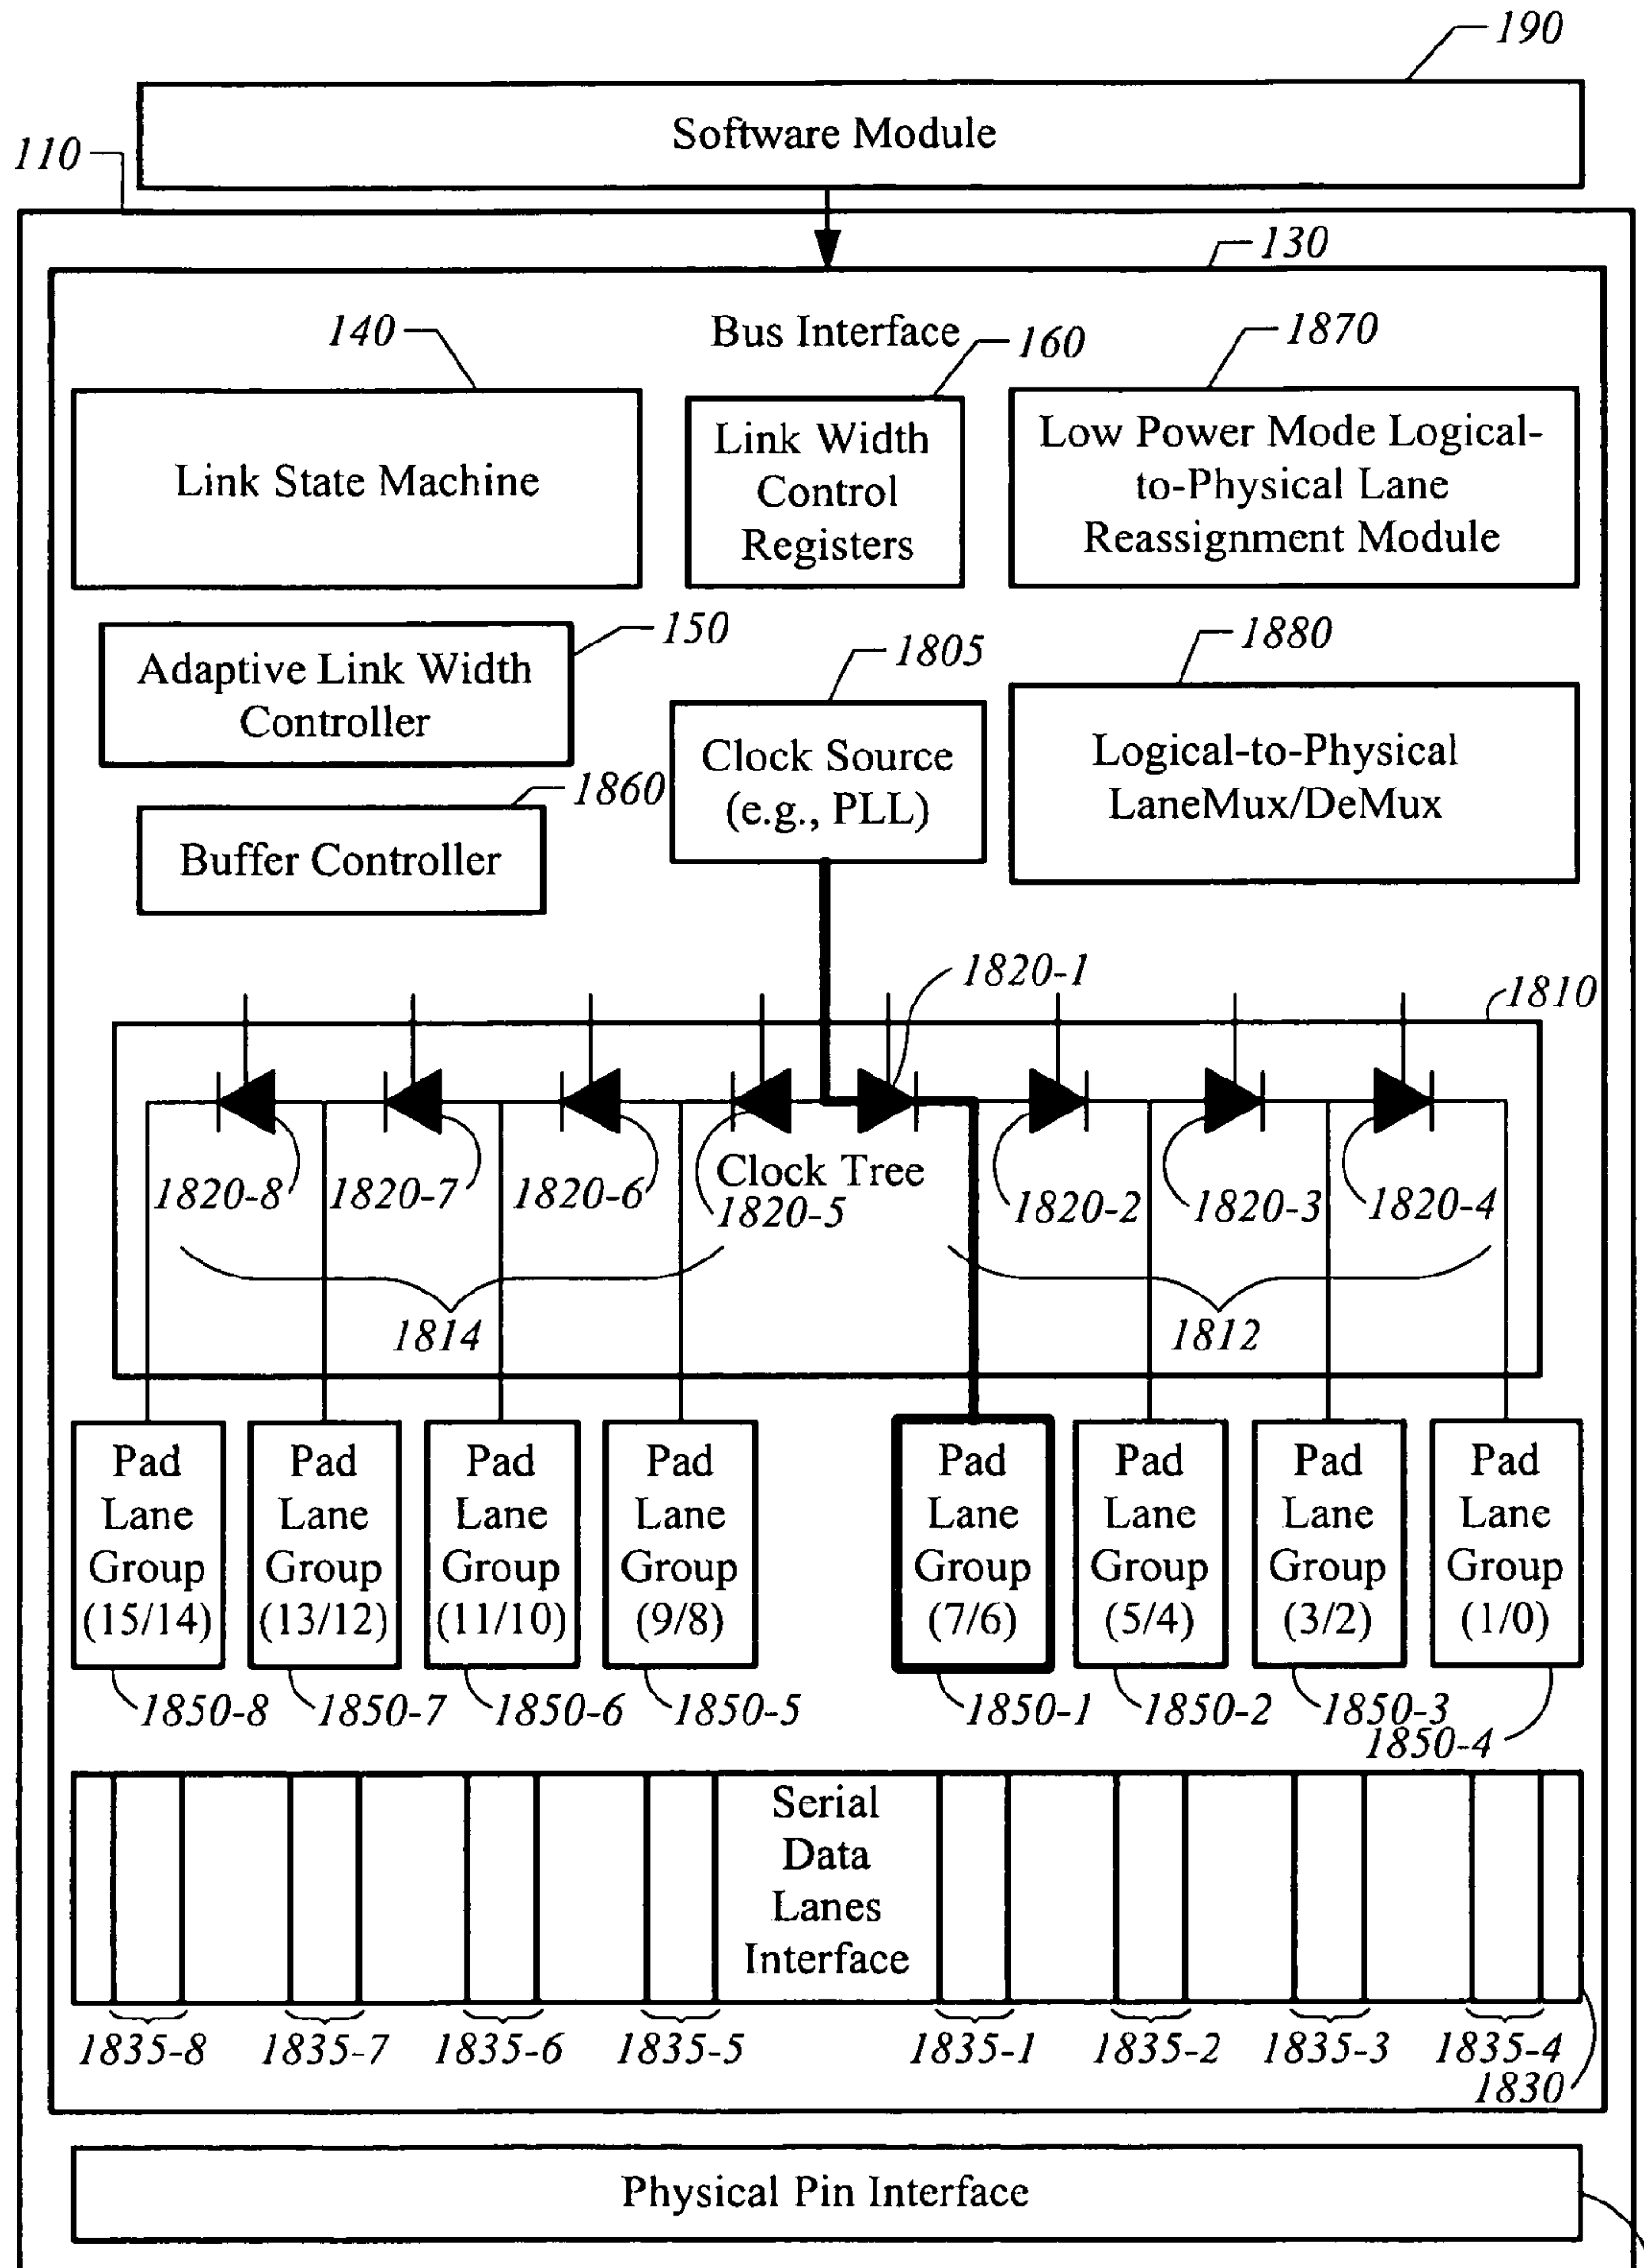 190
Software Module
110
130
Bus Interface
140
160
1870
Link State Machine
Link Width
Control
Registers
Low Power Mode Logical-
to-Physical Lane
Reassignment Module
150
1805
1880
Adaptive Link Width
Controller
Clock Source
(e.g., PLL)
Logical-to-Physical
LaneMux/DeMux
1860
Buffer Controller
1820-1
1810
1820-8
1820-7
1820-6
Clock Tree
1820-5
1820-2
1820-3
1820-4
1814
1812
Pad
Lane
Group
(15/14)
Pad
Lane
Group
(13/12)
Pad
Lane
Group
(11/10)
Pad
Lane
Group
(9/8)
Pad
Lane
Group
(7/6)
Pad
Lane
Group
(5/4)
Pad
Lane
Group
(3/2)
Pad
Lane
Group
(1/0)
1850-8
1850-7
1850-6
1850-5
1850-1
1850-2
1850-3
1850-4
Serial
Data
Lanes
Interface
1835-8
1835-7
1835-6
1835-5
1835-1
1835-2
1835-3
1835-4
1830
Physical Pin Interface